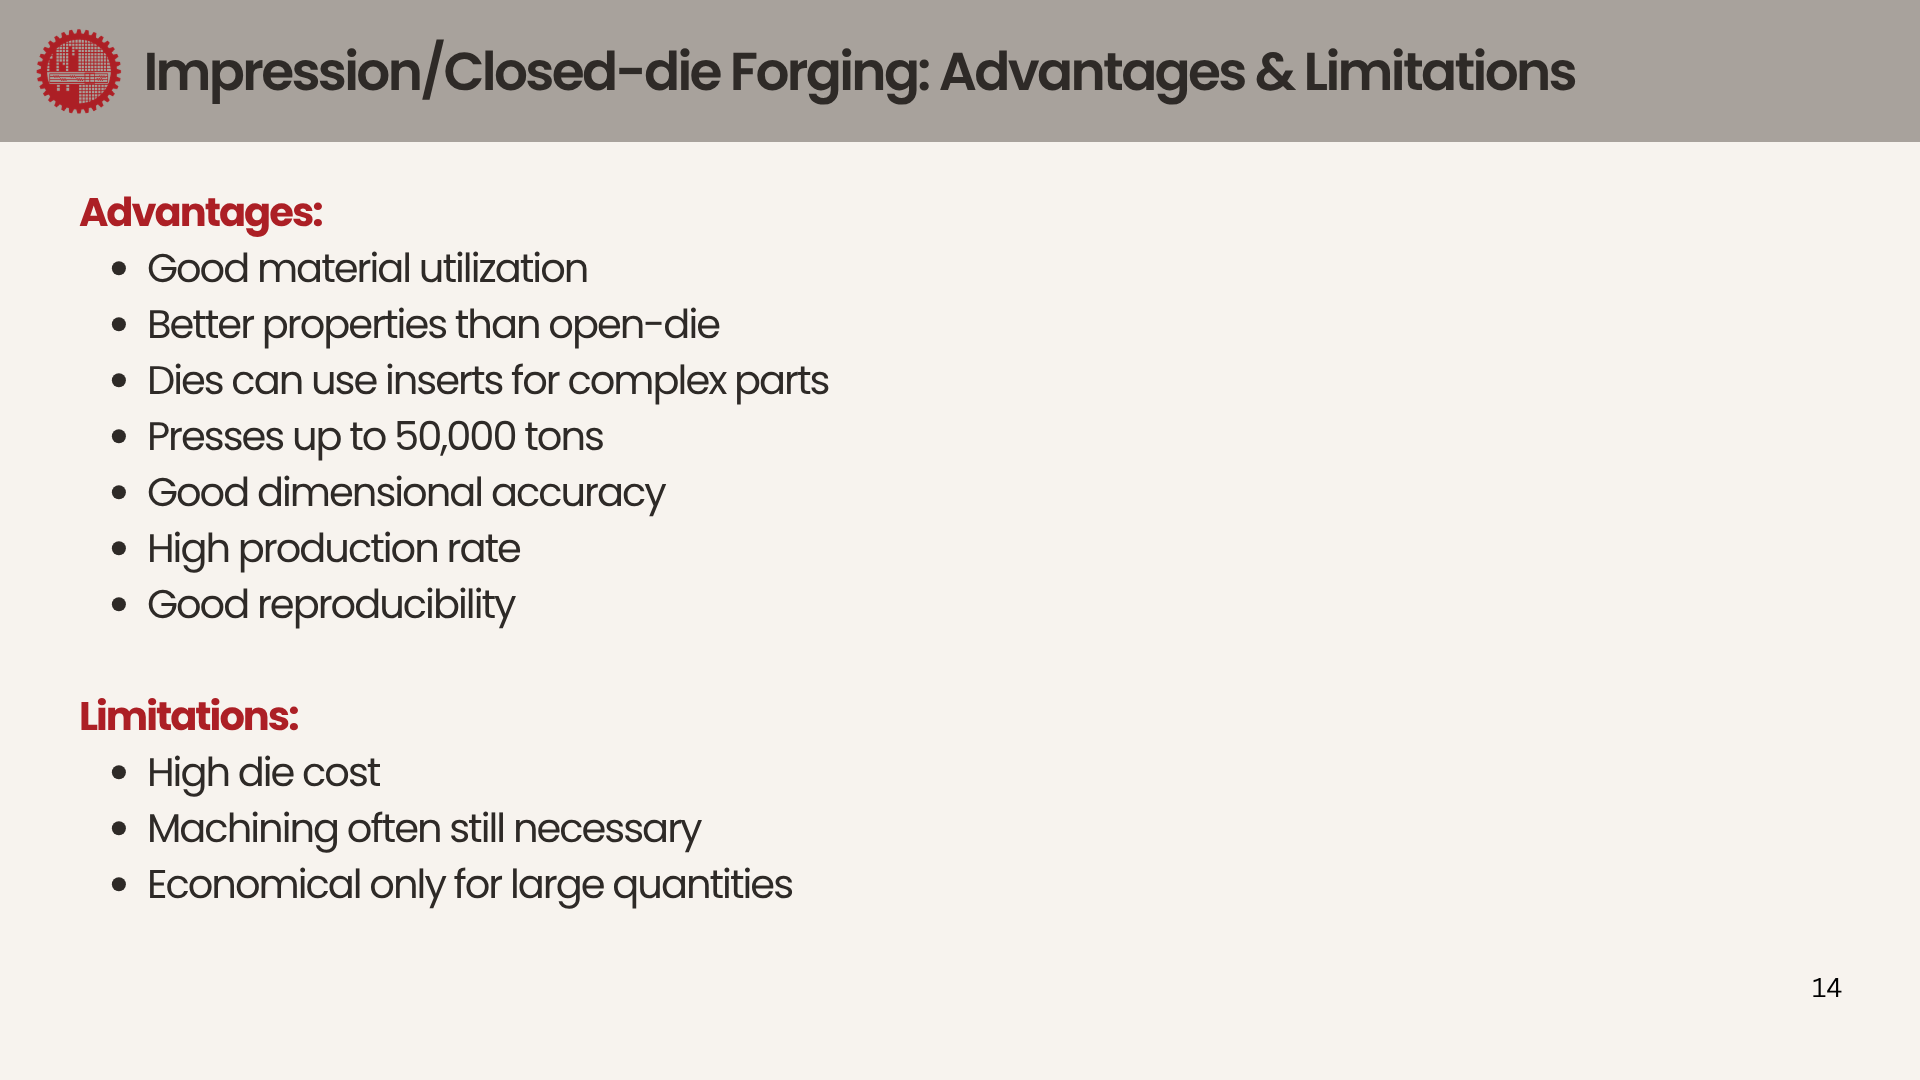 Impression/Closed-die Forging: Advantages & Limitations
Advantages:
• Good material utilization
• Better properties than open-die
• Dies can use inserts for complex parts
• Presses up to 50,000 tons
• Good dimensional accuracy
• High production rate
• Good reproducibility
Limitations:
• High die cost
• Machining often still necessary
• Economical only for large quantities
14